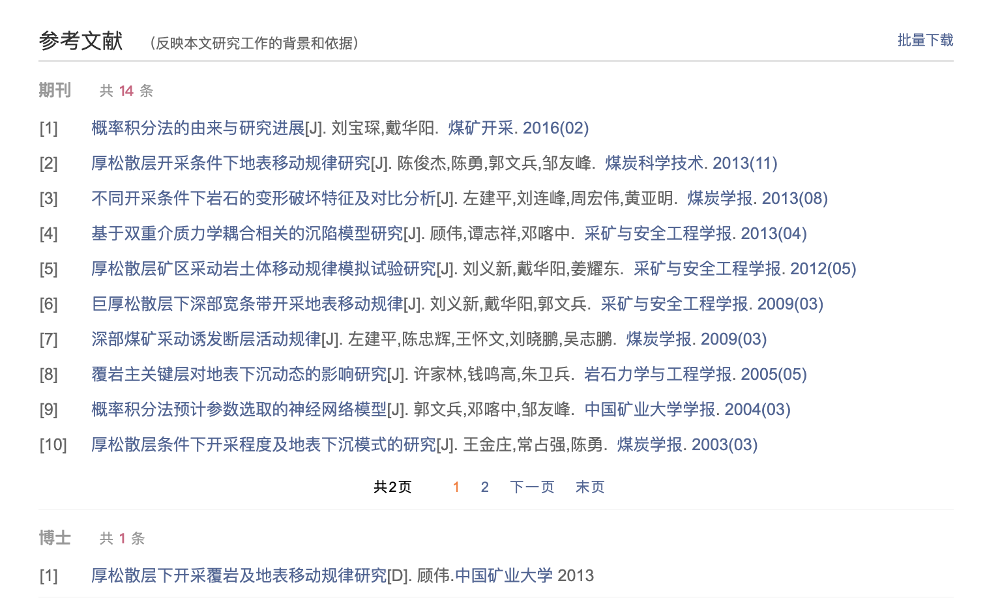 参考文献 （反映本文研究工作的背景和依据） 批量下载
期刊 共 14 条
[1] 概率积分法的由来与研究进展[J]. 刘宝琛,戴华阳. 煤矿开采. 2016(02)
[2] 厚松散层开采条件下地表移动规律研究[J]. 陈俊杰,陈勇,郭文兵,邹友峰. 煤炭科学技术. 2013(11)
[3] 不同开采条件下岩石的变形破坏特征及对比分析[J]. 左建平,刘连峰,周宏伟,黄亚明. 煤炭学报. 2013(08)
[4] 基于双重介质力学耦合相关的沉陷模型研究[J]. 顾伟,谭志祥,邓喀中. 采矿与安全工程学报. 2013(04)
[5] 厚松散层矿区采动岩土体移动规律模拟试验研究[J]. 刘义新,戴华阳,姜耀东. 采矿与安全工程学报. 2012(05)
[6] 巨厚松散层下深部宽条带开采地表移动规律[J]. 刘义新,戴华阳,郭文兵. 采矿与安全工程学报. 2009(03)
[7] 深部煤矿采动诱发断层活动规律[J]. 左建平,陈忠辉,王怀文,刘晓鹏,吴志鹏. 煤炭学报. 2009(03)
[8] 覆岩主关键层对地表下沉动态的影响研究[J]. 许家林,钱鸣高,朱卫兵. 岩石力学与工程学报. 2005(05)
[9] 概率积分法预计参数选取的神经网络模型[J]. 郭文兵,邓喀中,邹友峰. 中国矿业大学学报. 2004(03)
[10] 厚松散层条件下开采程度及地表下沉模式的研究[J]. 王金庄,常占强,陈勇. 煤炭学报. 2003(03)
共2页 1 2 下一页 末页
博士 共 1 条
[1] 厚松散层下开采覆岩及地表移动规律研究[D]. 顾伟.中国矿业大学 2013